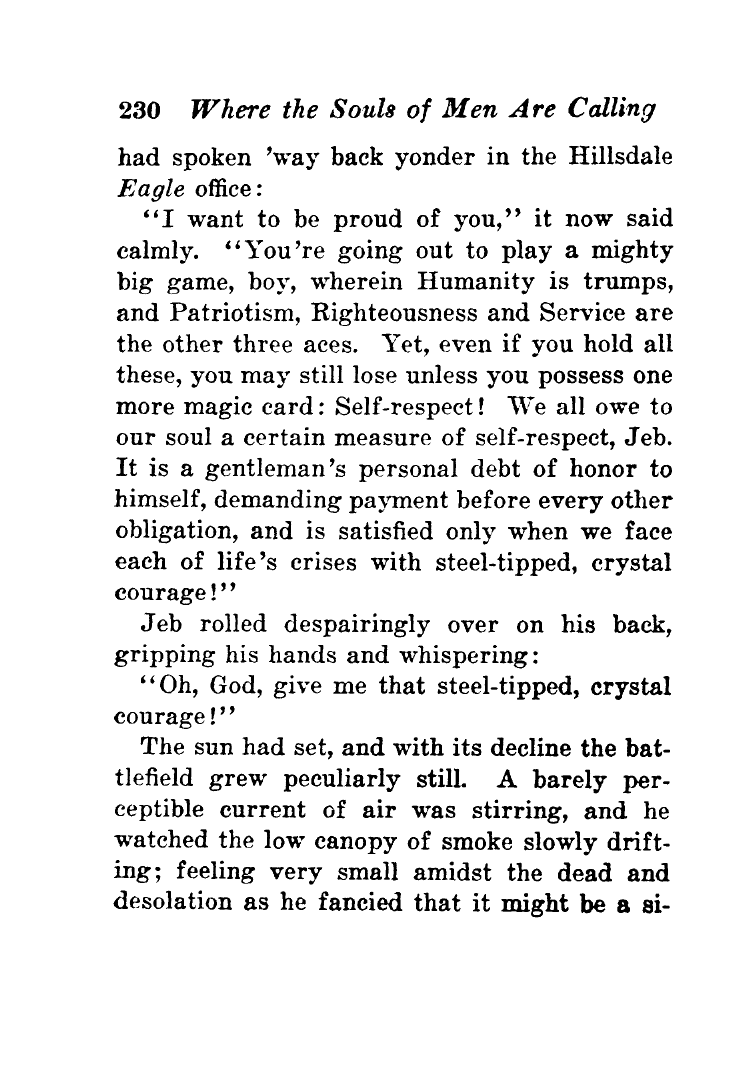 230 Where the Souls of Men Are Calling
had spoken 'way back yonder in the Hillsdale
Eagle office:
"I want to be proud of you," it now said
calmly. "You're going out to play a mighty
big game, boy, wherein Humanity is trumps,
and Patriotism, Righteousness and Service are
the other three aces. Yet, even if you hold all
these, you may still lose unless you possess one
more magic card: Self-respect! We all owe to
our soul a certain measure of self-respect, Jeb.
It is a gentleman's personal debt of honor to
himself, demanding payment before every other
obligation, and is satisfied only when we face
each of life's crises with steel-tipped, crystal
courage!"
Jeb rolled despairingly over on his back,
gripping his hands and whispering:
"Oh, God, give me that steel-tipped, crystal
courage!"
The sun had set, and with its decline the bat-
tlefield grew peculiarly still. A barely per-
ceptible current of air was stirring, and he
watched the low canopy of smoke slowly drift-
ing; feeling very small amidst the dead and
desolation as he fancied that it might be a si-